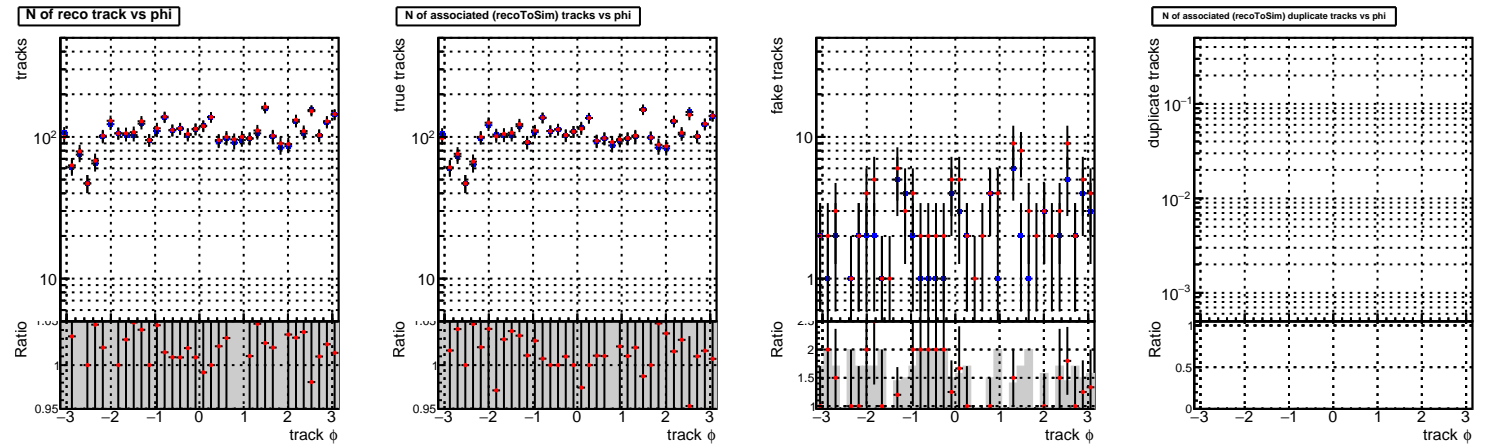 N of reco track vs phi
tracks
10²
10
Ratio
1.05
1
0.95
−3 −2 −1 0 1 2 3
track ϕ
N of associated (recoToSim) tracks vs phi
true tracks
10²
10
Ratio
1.05
1
0.95
−3 −2 −1 0 1 2 3
track ϕ
fake tracks
10
1
Ratio
2.5
2
1.5
1
−3 −2 −1 0 1 2 3
track ϕ
N of associated (recoToSim) duplicate tracks vs phi
duplicate tracks
10⁻¹
10⁻²
10⁻³
Ratio
1
0.5
0
−3 −2 −1 0 1 2 3
track ϕ